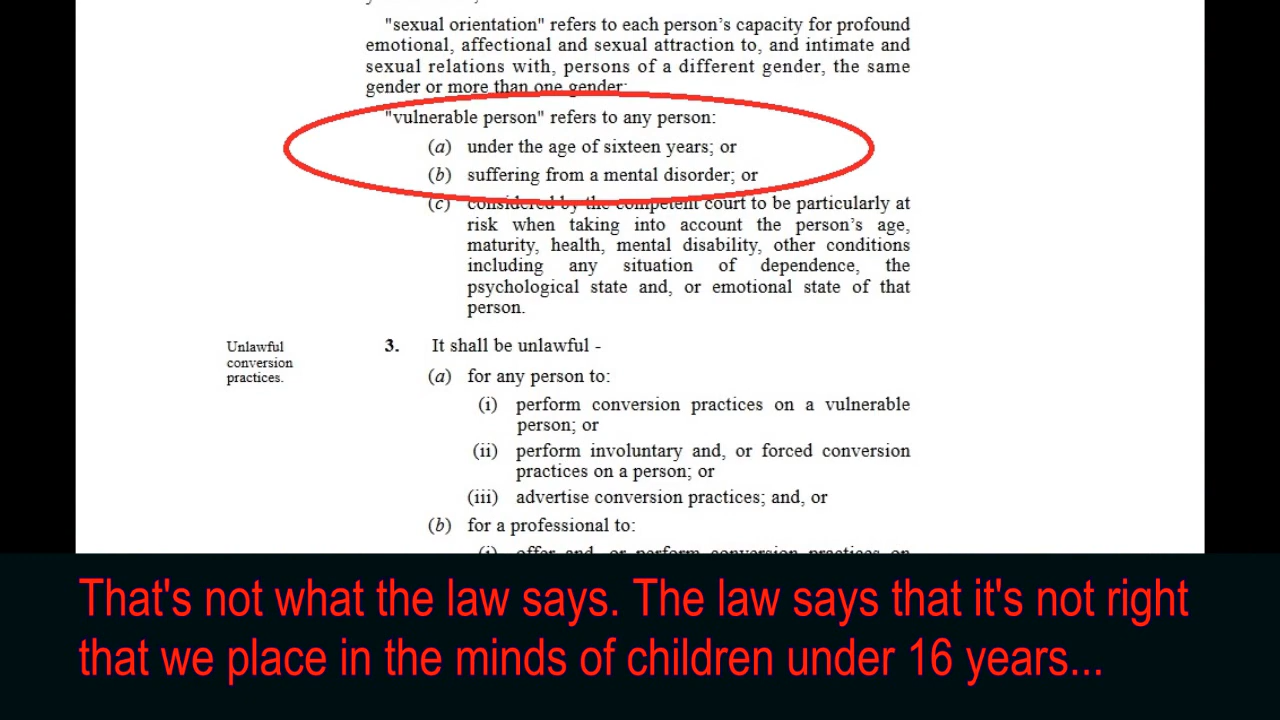 "sexual orientation" refers to each person's capacity for profound
emotional, affectional and sexual attraction to, and intimate and
sexual relations with, persons of a different gender, the same
gender or more than one gender;
"vulnerable person" refers to any person:
(a) under the age of sixteen years; or
(b) suffering from a mental disorder; or
(c) considered by the competent court to be particularly at
risk when taking into account the person's age,
maturity, health, mental disability, other conditions
including any situation of dependence, the
psychological state and, or emotional state of that
person.
Unlawful
conversion
practices.
3. It shall be unlawful -
(a) for any person to:
(i) perform conversion practices on a vulnerable
person; or
(ii) perform involuntary and, or forced conversion
practices on a person; or
(iii) advertise conversion practices; and, or
(b) for a professional to:
(i) offer and, or perform conversion practices on
That's not what the law says. The law says that it's not right
that we place in the minds of children under 16 years...